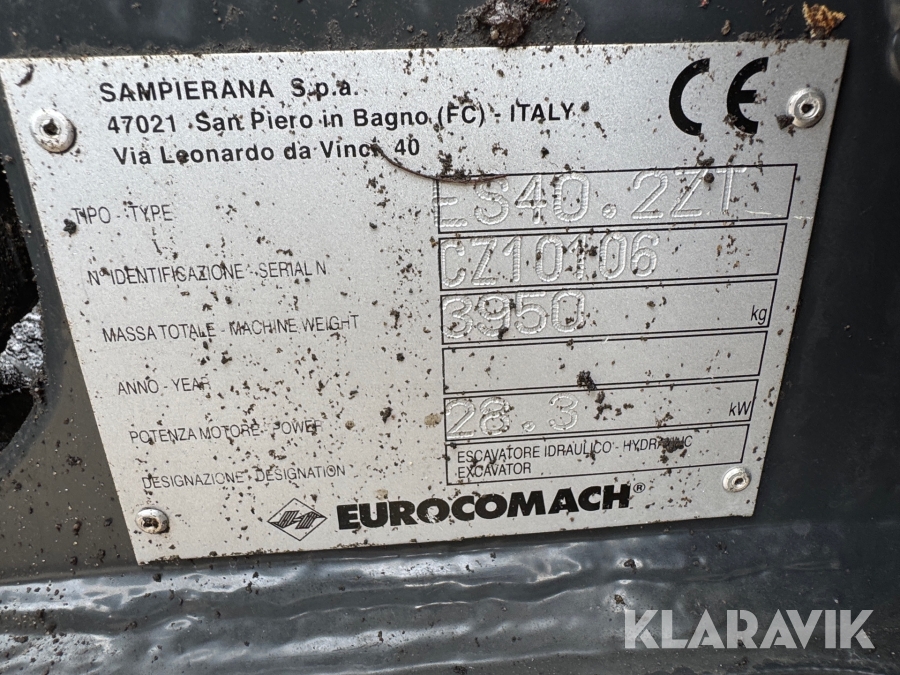 SAMPIERANA S.p.a.
47021 San Piero in Bagno (FC) - ITALY
Via Leonardo da Vinci 40
CE
TIPO - TYPE ES40.2ZT
N° IDENTIFICAZIONE - SERIAL N CZ10106
MASSA TOTALE - MACHINE WEIGHT 3950 kg
ANNO - YEAR
POTENZA MOTORE - POWER 28.3 kW
DESIGNAZIONE - DESIGNATION ESCAVATORE IDRAULICO - HYDRAULIC
EXCAVATOR
EUROCOMACH®
KLARAVIK